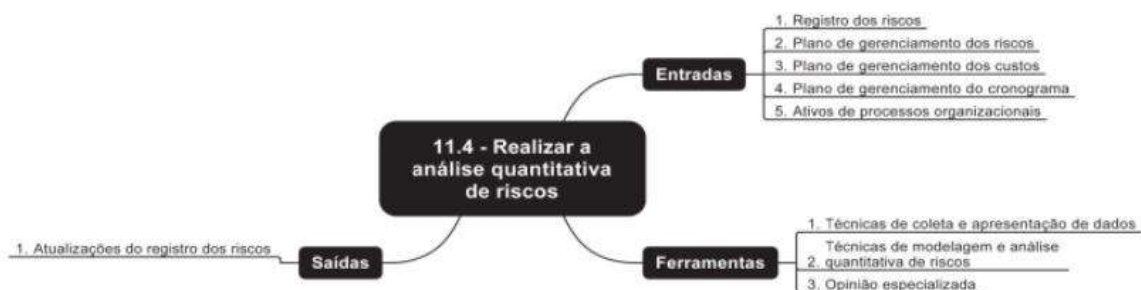 11.4 - Realizar a
análise quantitativa
de riscos
Entradas
1. Registro dos riscos
2. Plano de gerenciamento dos riscos
3. Plano de gerenciamento dos custos
4. Plano de gerenciamento do cronograma
5. Ativos de processos organizacionais
Ferramentas
1. Técnicas de coleta e apresentação de dados
Técnicas de modelagem e análise
2. quantitativa de riscos
3. Opinião especializada
Saídas
1. Atualizações do registro dos riscos